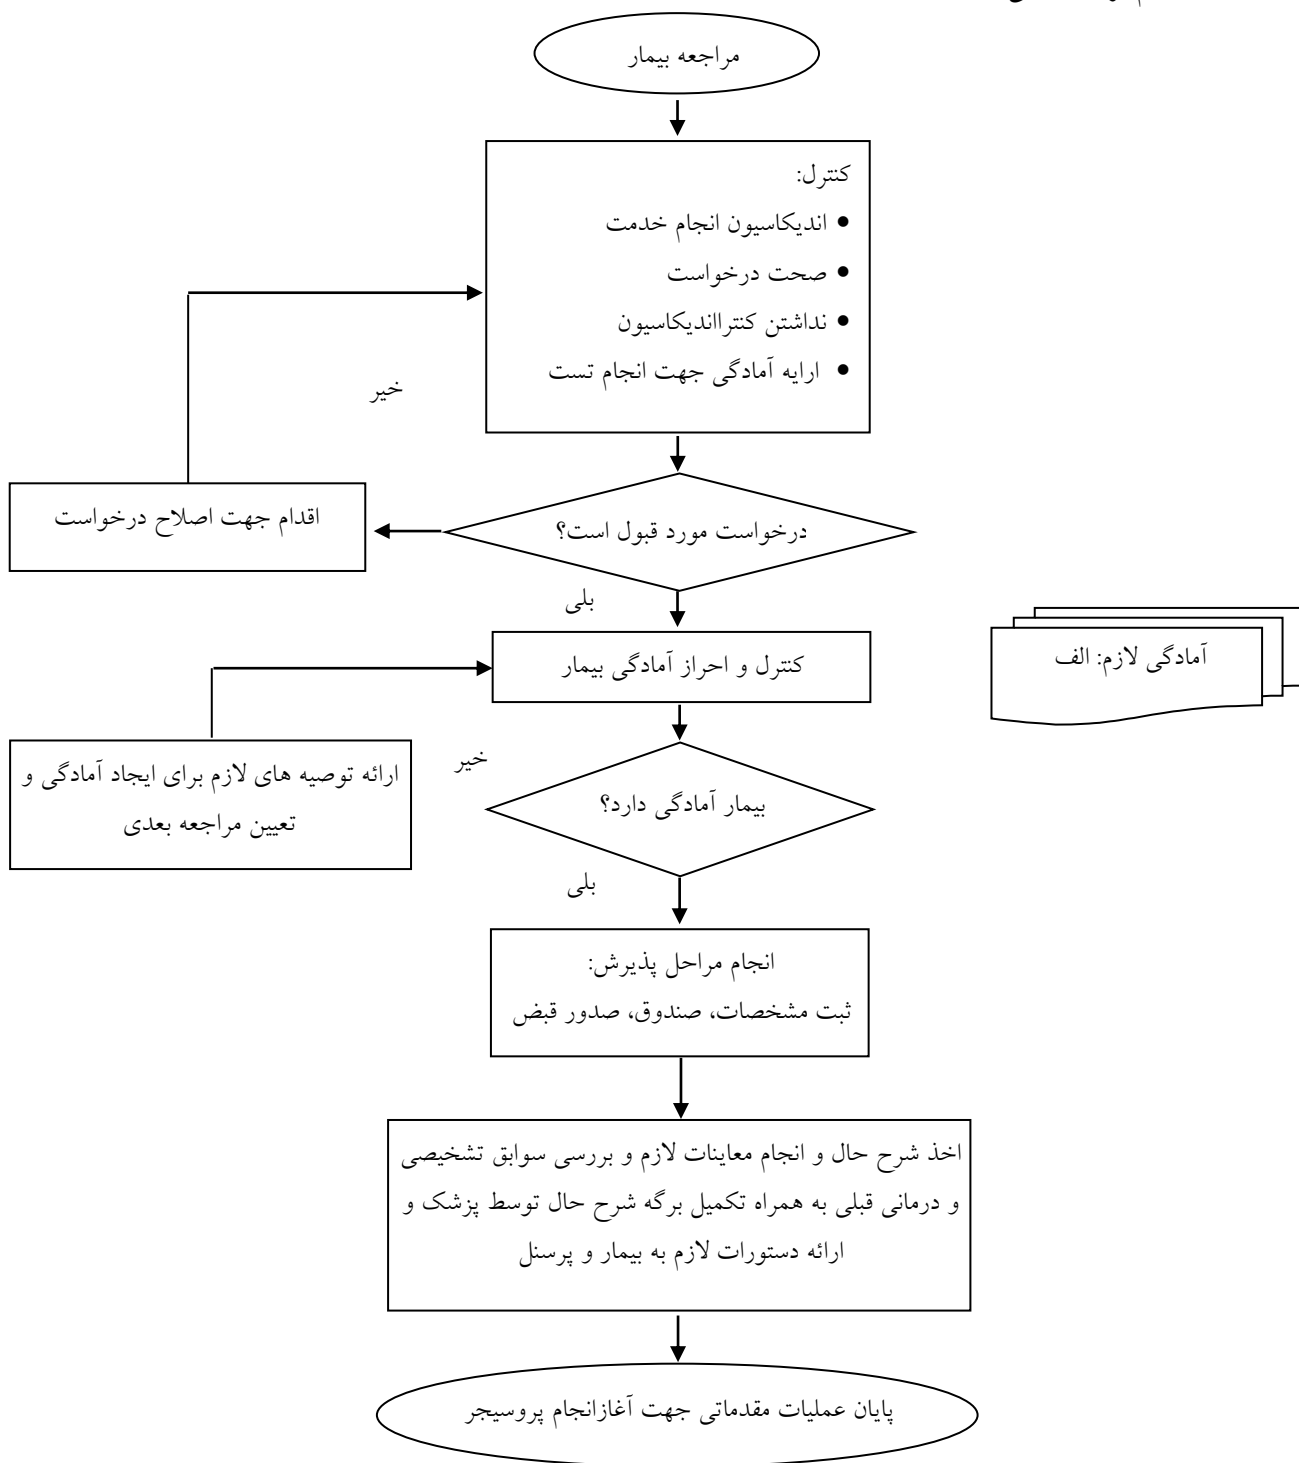 مراجعه بیمار
کنترل:
● اندیکاسیون انجام خدمت
● صحت درخواست
● نداشتن کنترااندیکاسیون
● ارایه آمادگی جهت انجام تست
خیر
درخواست مورد قبول است؟
اقدام جهت اصلاح درخواست
بلی
کنترل و احراز آمادگی بیمار
آمادگی لازم: الف
خیر
بیمار آمادگی دارد؟
ارائه توصیه های لازم برای ایجاد آمادگی و
تعیین مراجعه بعدی
بلی
انجام مراحل پذیرش:
ثبت مشخصات، صندوق، صدور قبض
اخذ شرح حال و انجام معاینات لازم و بررسی سوابق تشخیصی
و درمانی قبلی به همراه تکمیل برگه شرح حال توسط پزشک و
ارائه دستورات لازم به بیمار و پرسنل
پایان عملیات مقدماتی جهت آغازانجام پروسیجر